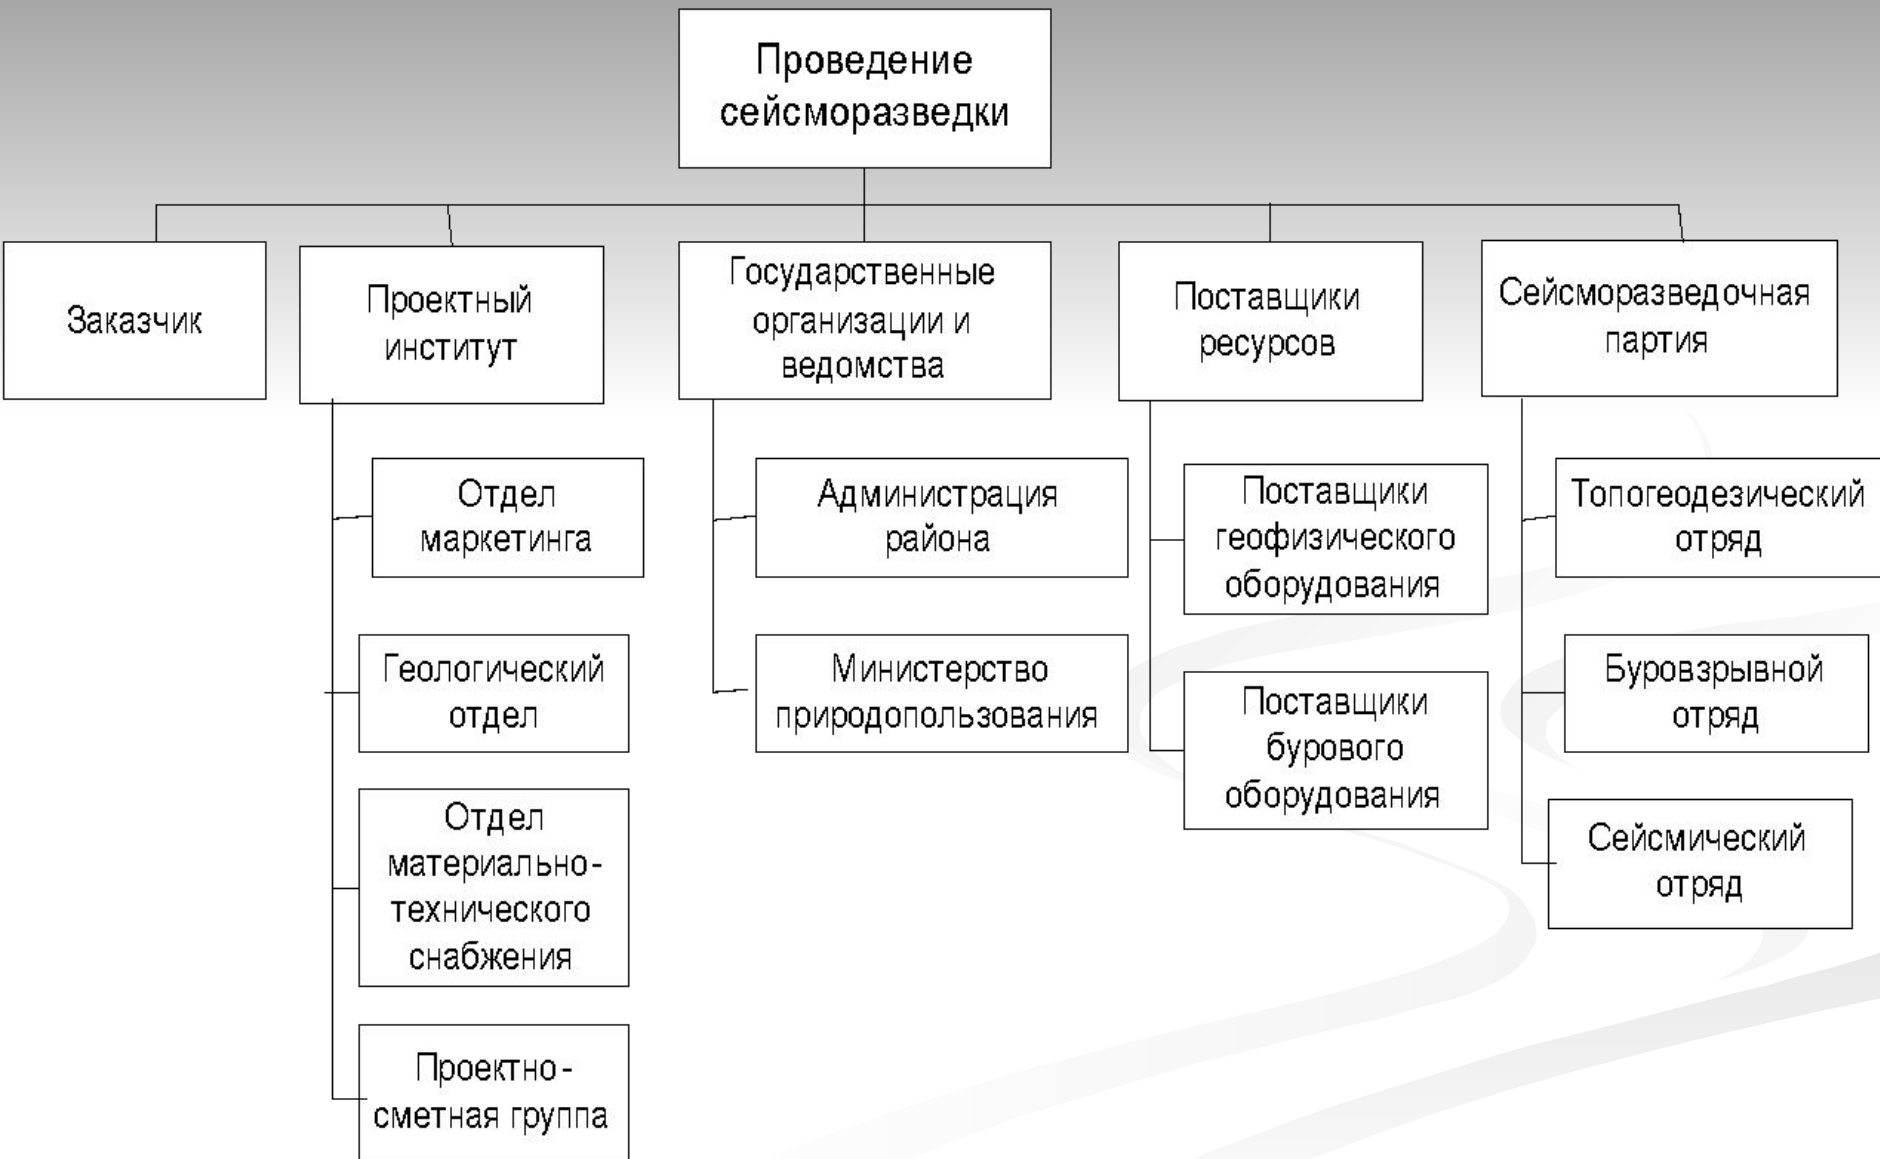 Проведение
сейсморазведки
Заказчик
Проектный
институт
Государственные
организации и
ведомства
Поставщики
ресурсов
Сейсморазведочная
партия
Отдел
маркетинга
Геологический
отдел
Отдел
материально-
технического
снабжения
Проектно-
сметная группа
Администрация
района
Министерство
природопользования
Поставщики
геофизического
оборудования
Поставщики
бурового
оборудования
Топогеодезический
отряд
Буровзрывной
отряд
Сейсмический
отряд